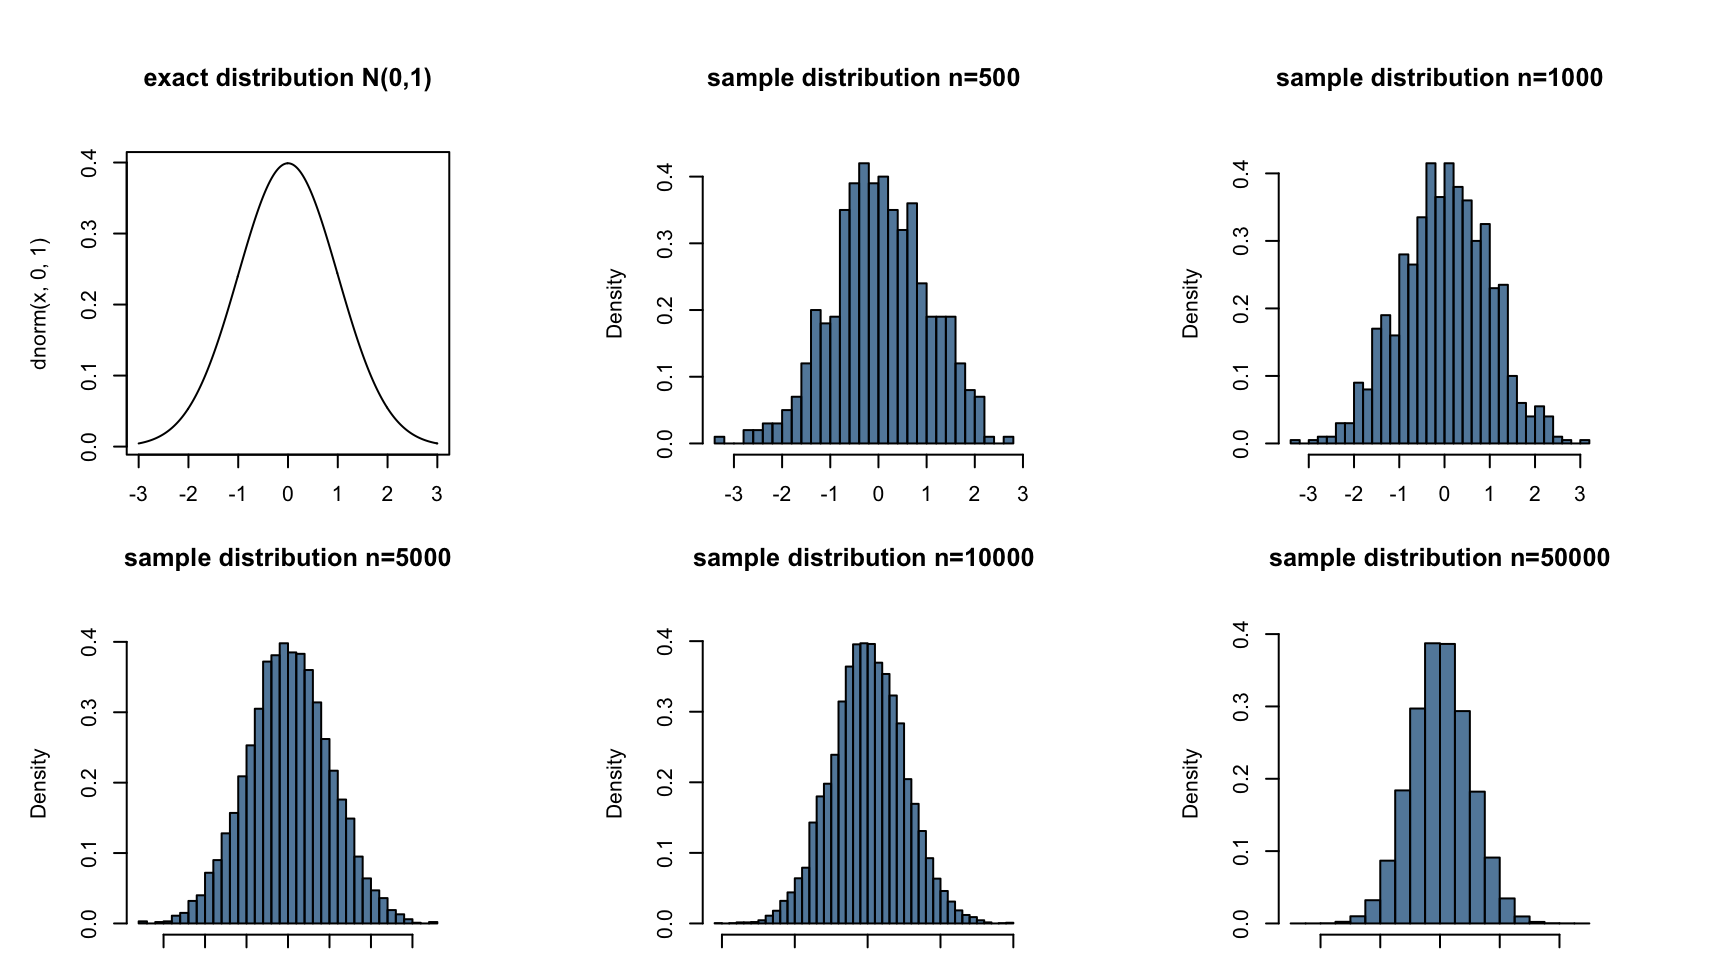 exact distribution N(0,1)
dnorm(x, 0, 1)
0.0 0.1 0.2 0.3 0.4
-3 -2 -1 0 1 2 3
sample distribution n=500
Density
0.0 0.1 0.2 0.3 0.4
-3 -2 -1 0 1 2 3
sample distribution n=1000
Density
0.0 0.1 0.2 0.3 0.4
-3 -2 -1 0 1 2 3
sample distribution n=5000
Density
0.0 0.1 0.2 0.3 0.4
sample distribution n=10000
Density
0.0 0.1 0.2 0.3 0.4
sample distribution n=50000
Density
0.0 0.1 0.2 0.3 0.4